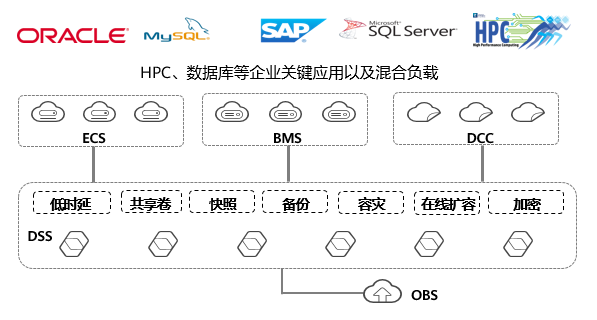 ORACLE MySQL SAP Microsoft SQL Server HPC High Performance Computing
HPC、数据库等企业关键应用以及混合负载
ECS BMS DCC
低时延 共享卷 快照 备份 容灾 在线扩容 加密
DSS
OBS